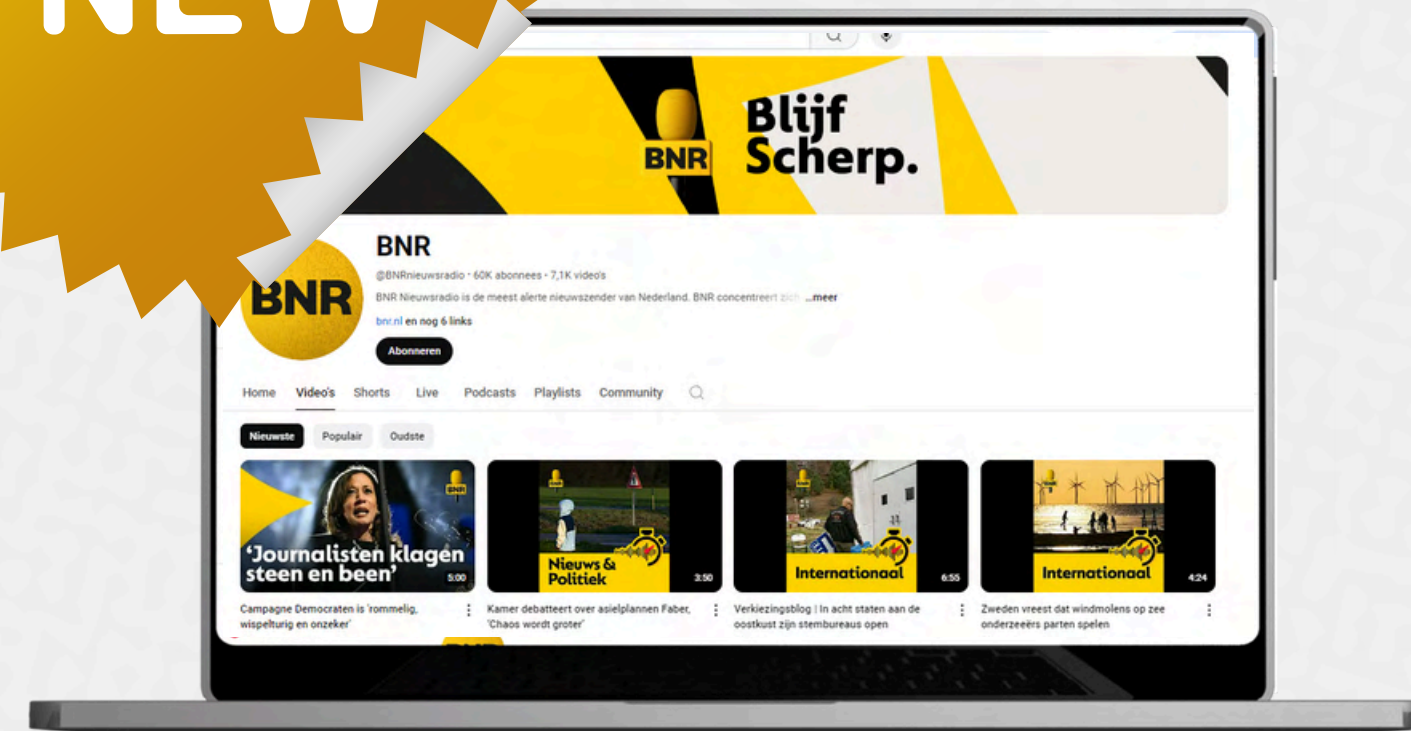 NEW
BNR
Blijf
Scherp.
BNR
BNR
@BNRnieuwsradio • 60K abonnees • 7,1K video's
BNR Nieuwsradio is de meest alerte nieuwszender van Nederland. BNR concentreert zich ...meer
bnr.nl en nog 6 links
Abonneren
Home Video's Shorts Live Podcasts Playlists Community
Nieuwste Populair Oudste
BNR
'Journalisten klagen
steen en been'
5:00
Nieuws &
Politiek
3:50
Internationaal
6:55
Internationaal
4:24
Campagne Democraten is 'rommelig,
wispelturig en onzeker'
Kamer debatteert over asielplannen Faber,
'Chaos wordt groter'
Verkiezingsblog | In acht staten aan de
oostkust zijn stembureaus open
Zweden vreest dat windmolens op zee
onderzeeërs parten spelen